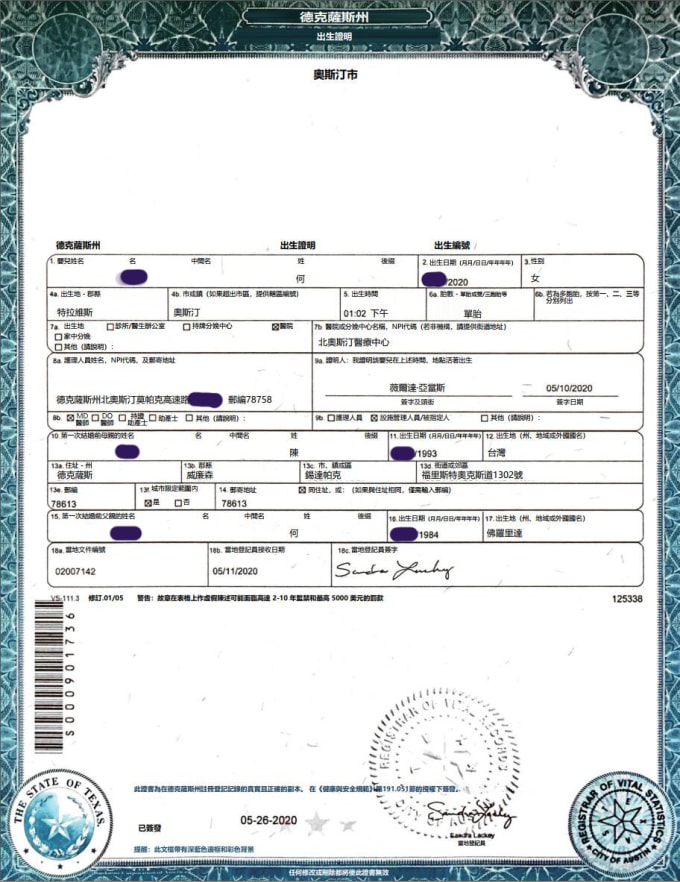 德克薩斯州
出生證明
奧斯汀市
德克薩斯州 出生證明 出生編號
1. 嬰兒姓名 名 中間名 姓 後綴 2. 出生日期 (月月/日日/年年年年) 3. 性別
何 /2020 女
4a. 出生地 - 郡縣 4b. 市或鎮 (如果超出市區, 提供轄區編號) 5. 出生時間 6a. 胎數 - 單胎或雙/三胞胎等 6b. 若為多胞胎, 按第一、二、三等分別列出
特拉維斯 奧斯汀 01:02 下午 單胎
7a. 出生地 診所/醫生辦公室 持牌分娩中心 醫院 7b. 醫院或分娩中心名稱, NPI代碼 (若非機構, 請提供街道地址)
家中分娩 北奧斯汀醫療中心
其他 (請說明) :
8a. 護理人員姓名、NPI代碼、及郵寄地址 9a. 證明人: 我證明該嬰兒在上述時間、地點活著出生
薇爾達·亞當斯 05/10/2020
德克薩斯州北奧斯汀莫帕克高速路 郵編78758 簽字及頭銜 簽字日期
8b. MD 醫師 DO 醫師 持證助產士 助產士 其他 (請說明) : 9b. 護理人員 設施管理人員/被指定人 其他 (請說明) :
10. 第一次結婚前母親的姓名 名 中間名 姓 後綴 11. 出生日期 (月月/日日/年年年年) 12. 出生地 (州、地域或外國國名)
陳 /1993 台灣
13a. 住址 - 州 13b. 郡縣 13c. 市、鎮或區 13d. 街道或郊區
德克薩斯 威廉森 錫達帕克 福里斯特奧克斯道1302號
13e. 郵編 13f. 城市限定範圍內 14. 郵寄地址 同住址, 或: (如果與住址相同, 僅需輸入郵編)
78613 是 否 78613
15. 第一次結婚前父親的姓名 名 中間名 姓 後綴 16. 出生日期 (月月/日日/年年年年) 17. 出生地 (州、地域或外國國名)
何 /1984 佛羅里達
18a. 當地文件編號 18b. 當地登記員接收日期 18c. 當地登記員簽字
02007142 05/11/2020
VS-111.3 修訂.01/05 警告: 故意在表格上作虛假陳述可能面臨高達 2-10 年監禁和最高 5000 美元的罰款 125338
S000901736
REGISTRAR OF VITAL RECORDS
此證書為在德克薩斯州註冊登記記錄的真實且正確的副本。 在《健康與安全規範》第191.051節的授權下簽發。
THE STATE OF TEXAS
已簽發 05-26-2020
Sandra Lackey
當地登記員
提醒: 此文檔帶有深藍色邊框和彩色背景
REGISTRAR OF VITAL STATISTICS
CITY OF AUSTIN
任何修改或刪除都將使此證書無效